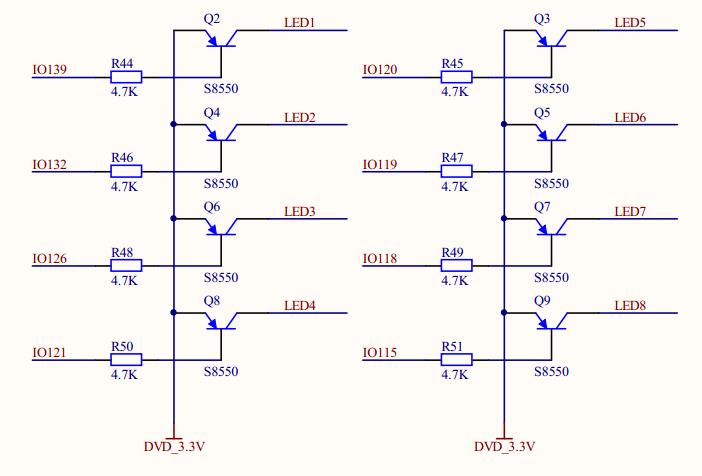 Q2
LED1
IO139
R44
4.7K
S8550
Q4
LED2
IO132
R46
4.7K
S8550
Q6
LED3
IO126
R48
4.7K
S8550
Q8
LED4
IO121
R50
4.7K
S8550
DVD_3.3V
Q3
LED5
IO120
R45
4.7K
S8550
Q5
LED6
IO119
R47
4.7K
S8550
Q7
LED7
IO118
R49
4.7K
S8550
Q9
LED8
IO115
R51
4.7K
S8550
DVD_3.3V